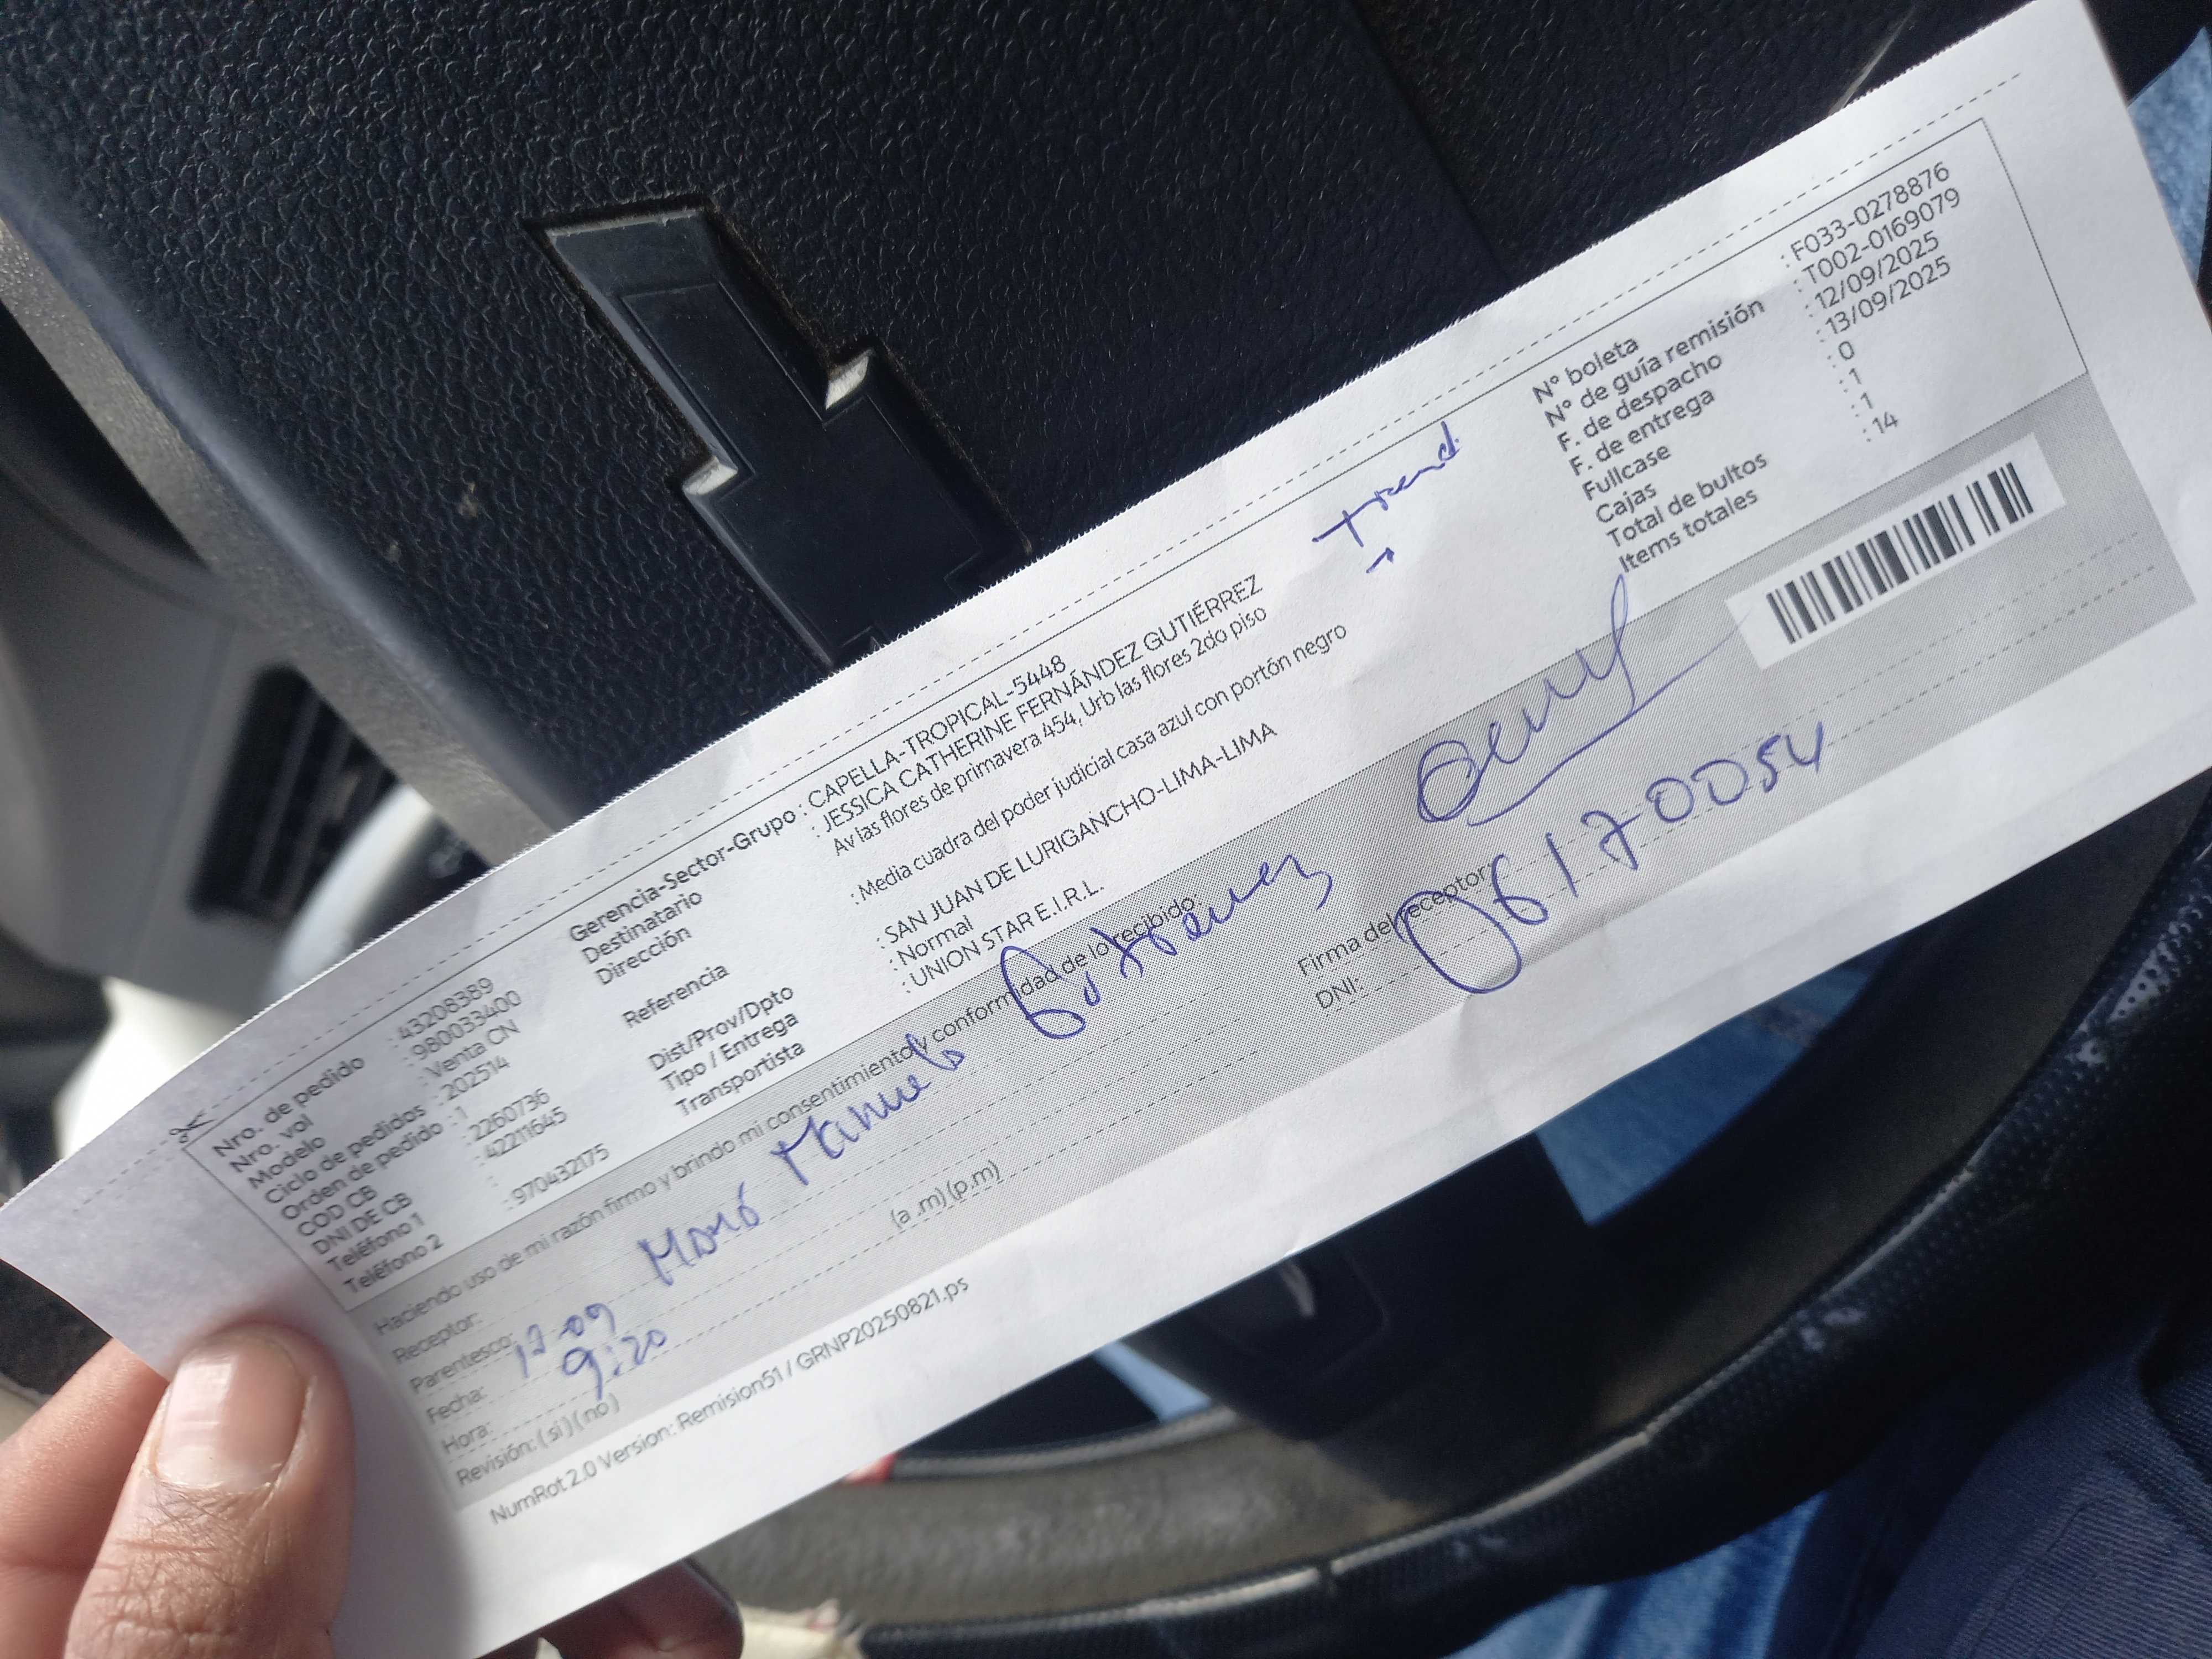 Nro. de pedido : 43208389
Nro. vol : 980033400
Modelo : Venta CN
Ciclo de pedidos : 202514
Orden de pedido : 1
COD CB : 2260736
DNI DE CB : 42211645
Teléfono 1 :
Teléfono 2 : 970432175
Gerencia-Sector-Grupo : CAPELLA-TROPICAL-5448
Destinatario : JESSICA CATHERINE FERNÁNDEZ GUTIÉRREZ
Dirección Av las flores de primavera 454, Urb las flores 2do piso
Referencia : Media cuadra del poder judicial casa azul con portón negro
Dist/Prov/Dpto : SAN JUAN DE LURIGANCHO-LIMA-LIMA
Tipo / Entrega : Normal
Transportista : UNION STAR E.I.R.L.
N° boleta : F033-0278876
N° de guía remisión : T002-0169079
F. de despacho : 12/09/2025
F. de entrega : 13/09/2025
Fullcase : 0
Cajas : 1
Total de bultos : 1
Items totales : 14
Haciendo uso de mi razón firmo y brindo mi consentimiento y conformidad de lo recibido:
Receptor:
Parentesco:
Fecha:
Hora: 9:20 (a .m) (p.m)
Revisión: ( si ) ( no )
Firma del receptor:
DNI: 06170054
NumRot 2.0 Version: Remision51 / GRNP20250821.ps